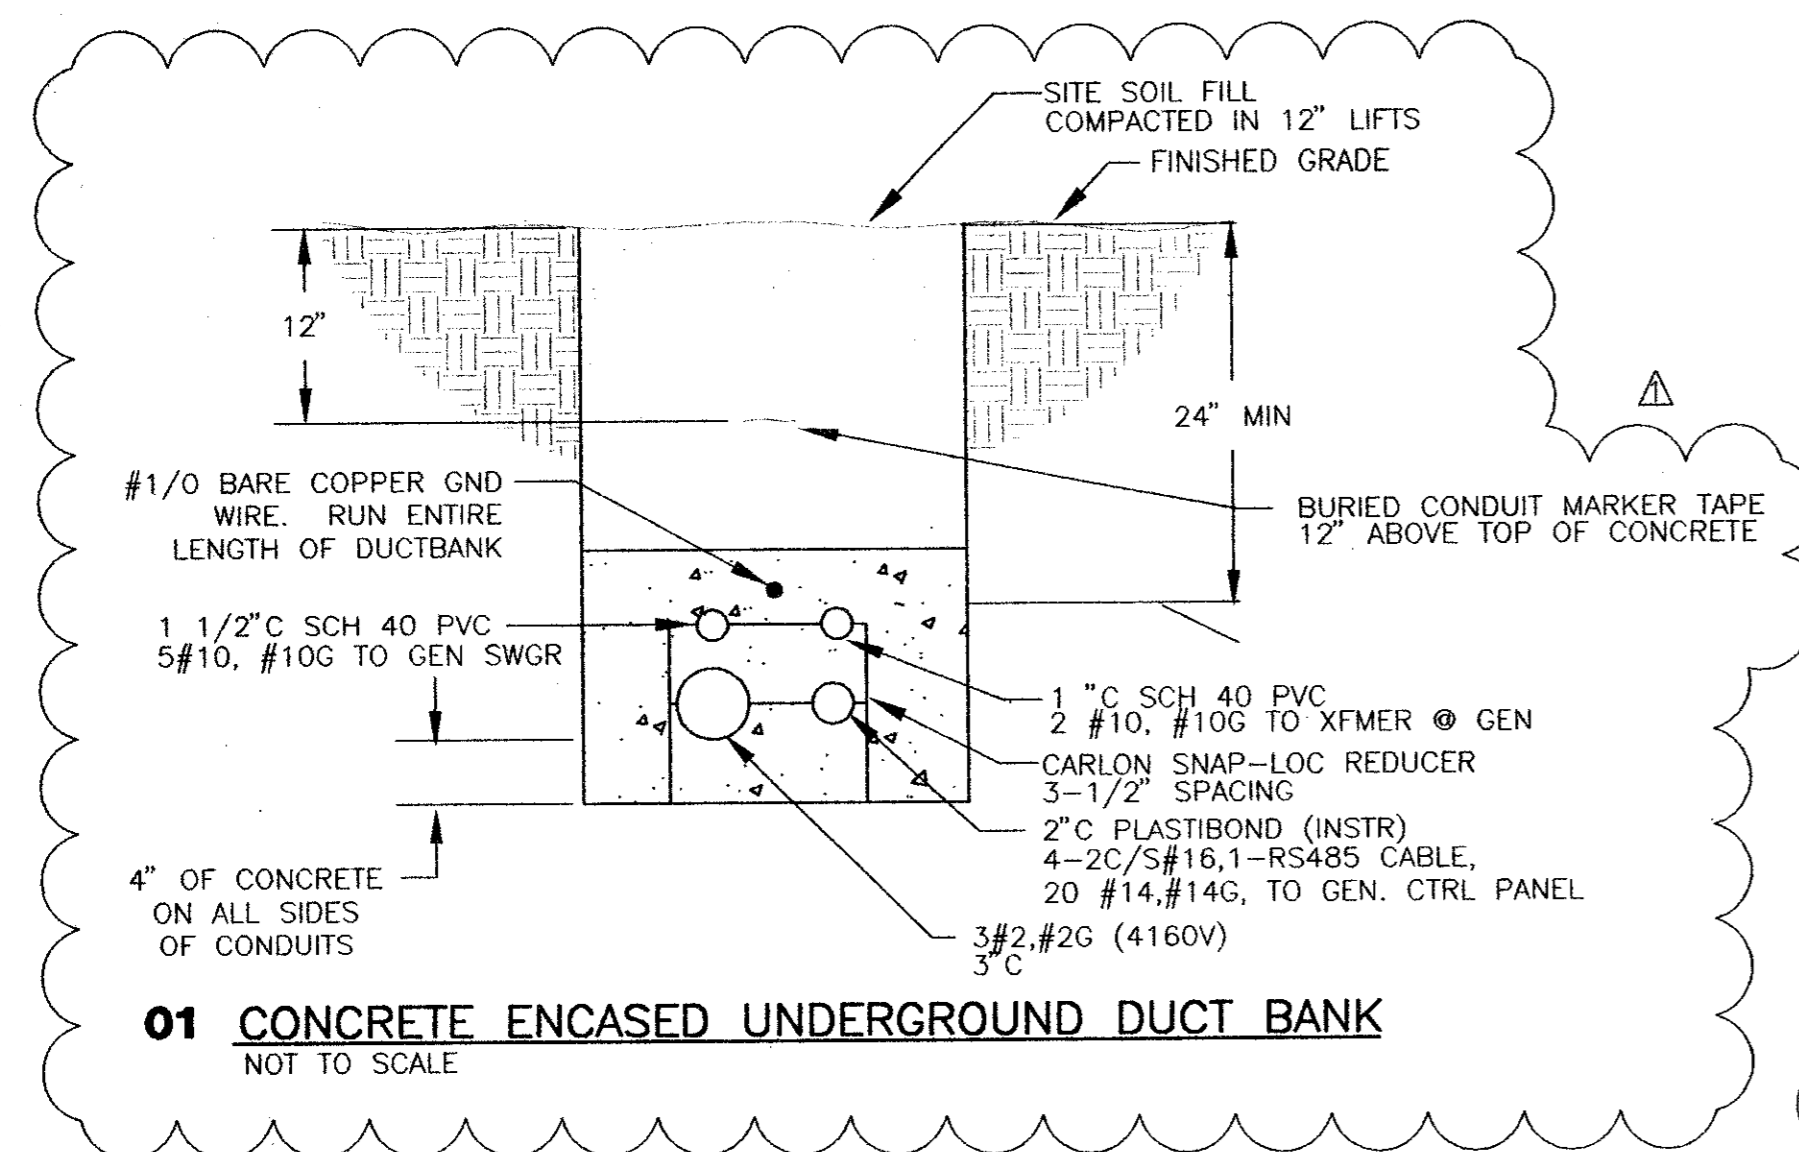 SITE SOIL FILL
COMPACTED IN 12" LIFTS
FINISHED GRADE
12"
24" MIN
1
#1/0 BARE COPPER GND
WIRE. RUN ENTIRE
LENGTH OF DUCTBANK
BURIED CONDUIT MARKER TAPE
12" ABOVE TOP OF CONCRETE
1 1/2"C SCH 40 PVC
5#10, #10G TO GEN SWGR
1 "C SCH 40 PVC
2 #10, #10G TO XFMER @ GEN
CARLON SNAP-LOC REDUCER
3-1/2" SPACING
2"C PLASTIBOND (INSTR)
4-2C/S#16,1-RS485 CABLE,
20 #14,#14G, TO GEN. CTRL PANEL
4" OF CONCRETE
ON ALL SIDES
OF CONDUITS
3#2,#2G (4160V)
3"C
01 CONCRETE ENCASED UNDERGROUND DUCT BANK
NOT TO SCALE